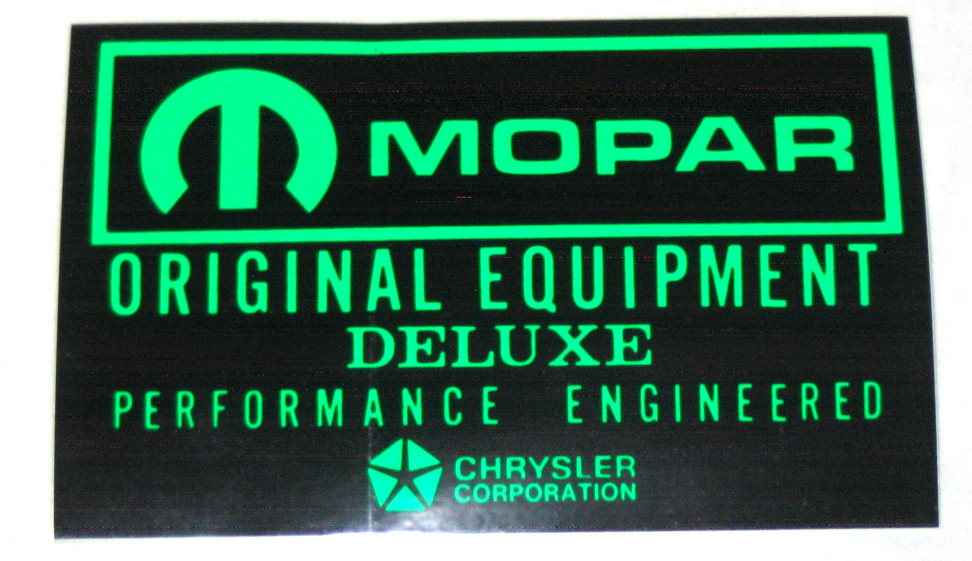 MOPAR
ORIGINAL EQUIPMENT
DELUXE
PERFORMANCE ENGINEERED
CHRYSLER
CORPORATION